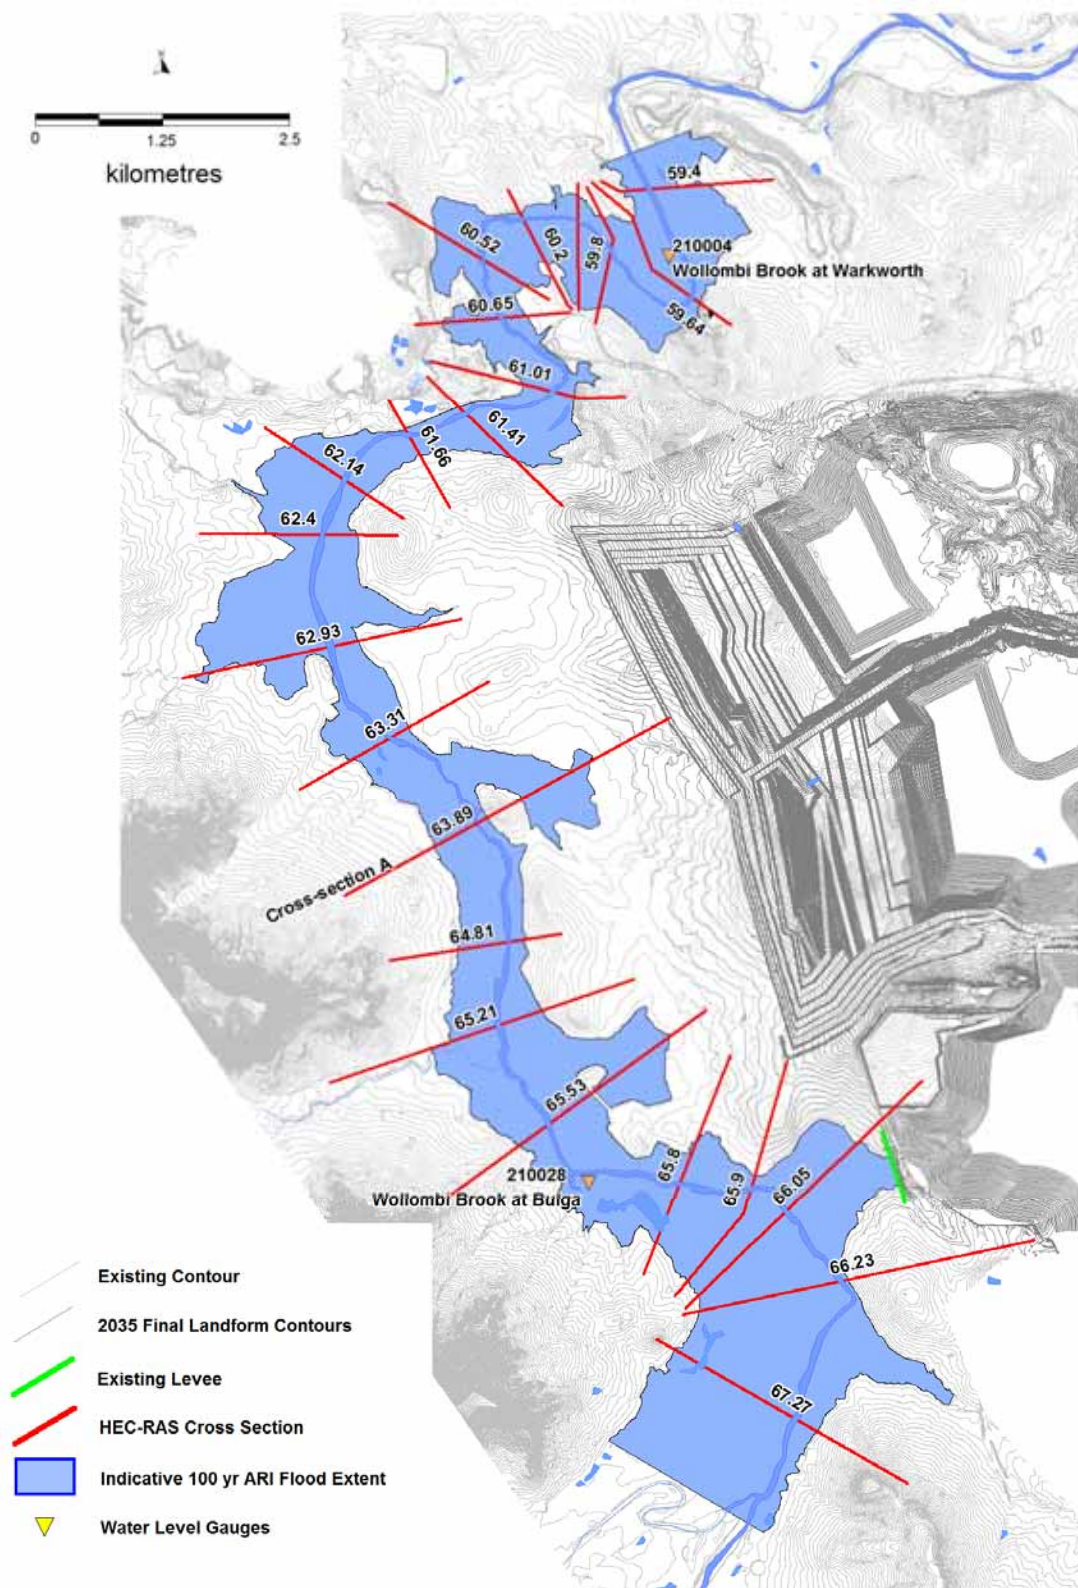 0
1.25
2.5
kilometres
59.4
210004
Wollombi Brook at Warkworth
60.52
60.2
59.8
59.64
60.65
61.01
61.41
61.66
62.14
62.4
62.93
63.31
63.89
Cross-section A
64.81
65.21
65.53
65.8
65.9
66.05
210028
Wollombi Brook at Bulga
66.23
67.27
Existing Contour
2035 Final Landform Contours
Existing Levee
HEC-RAS Cross Section
Indicative 100 yr ARI Flood Extent
Water Level Gauges